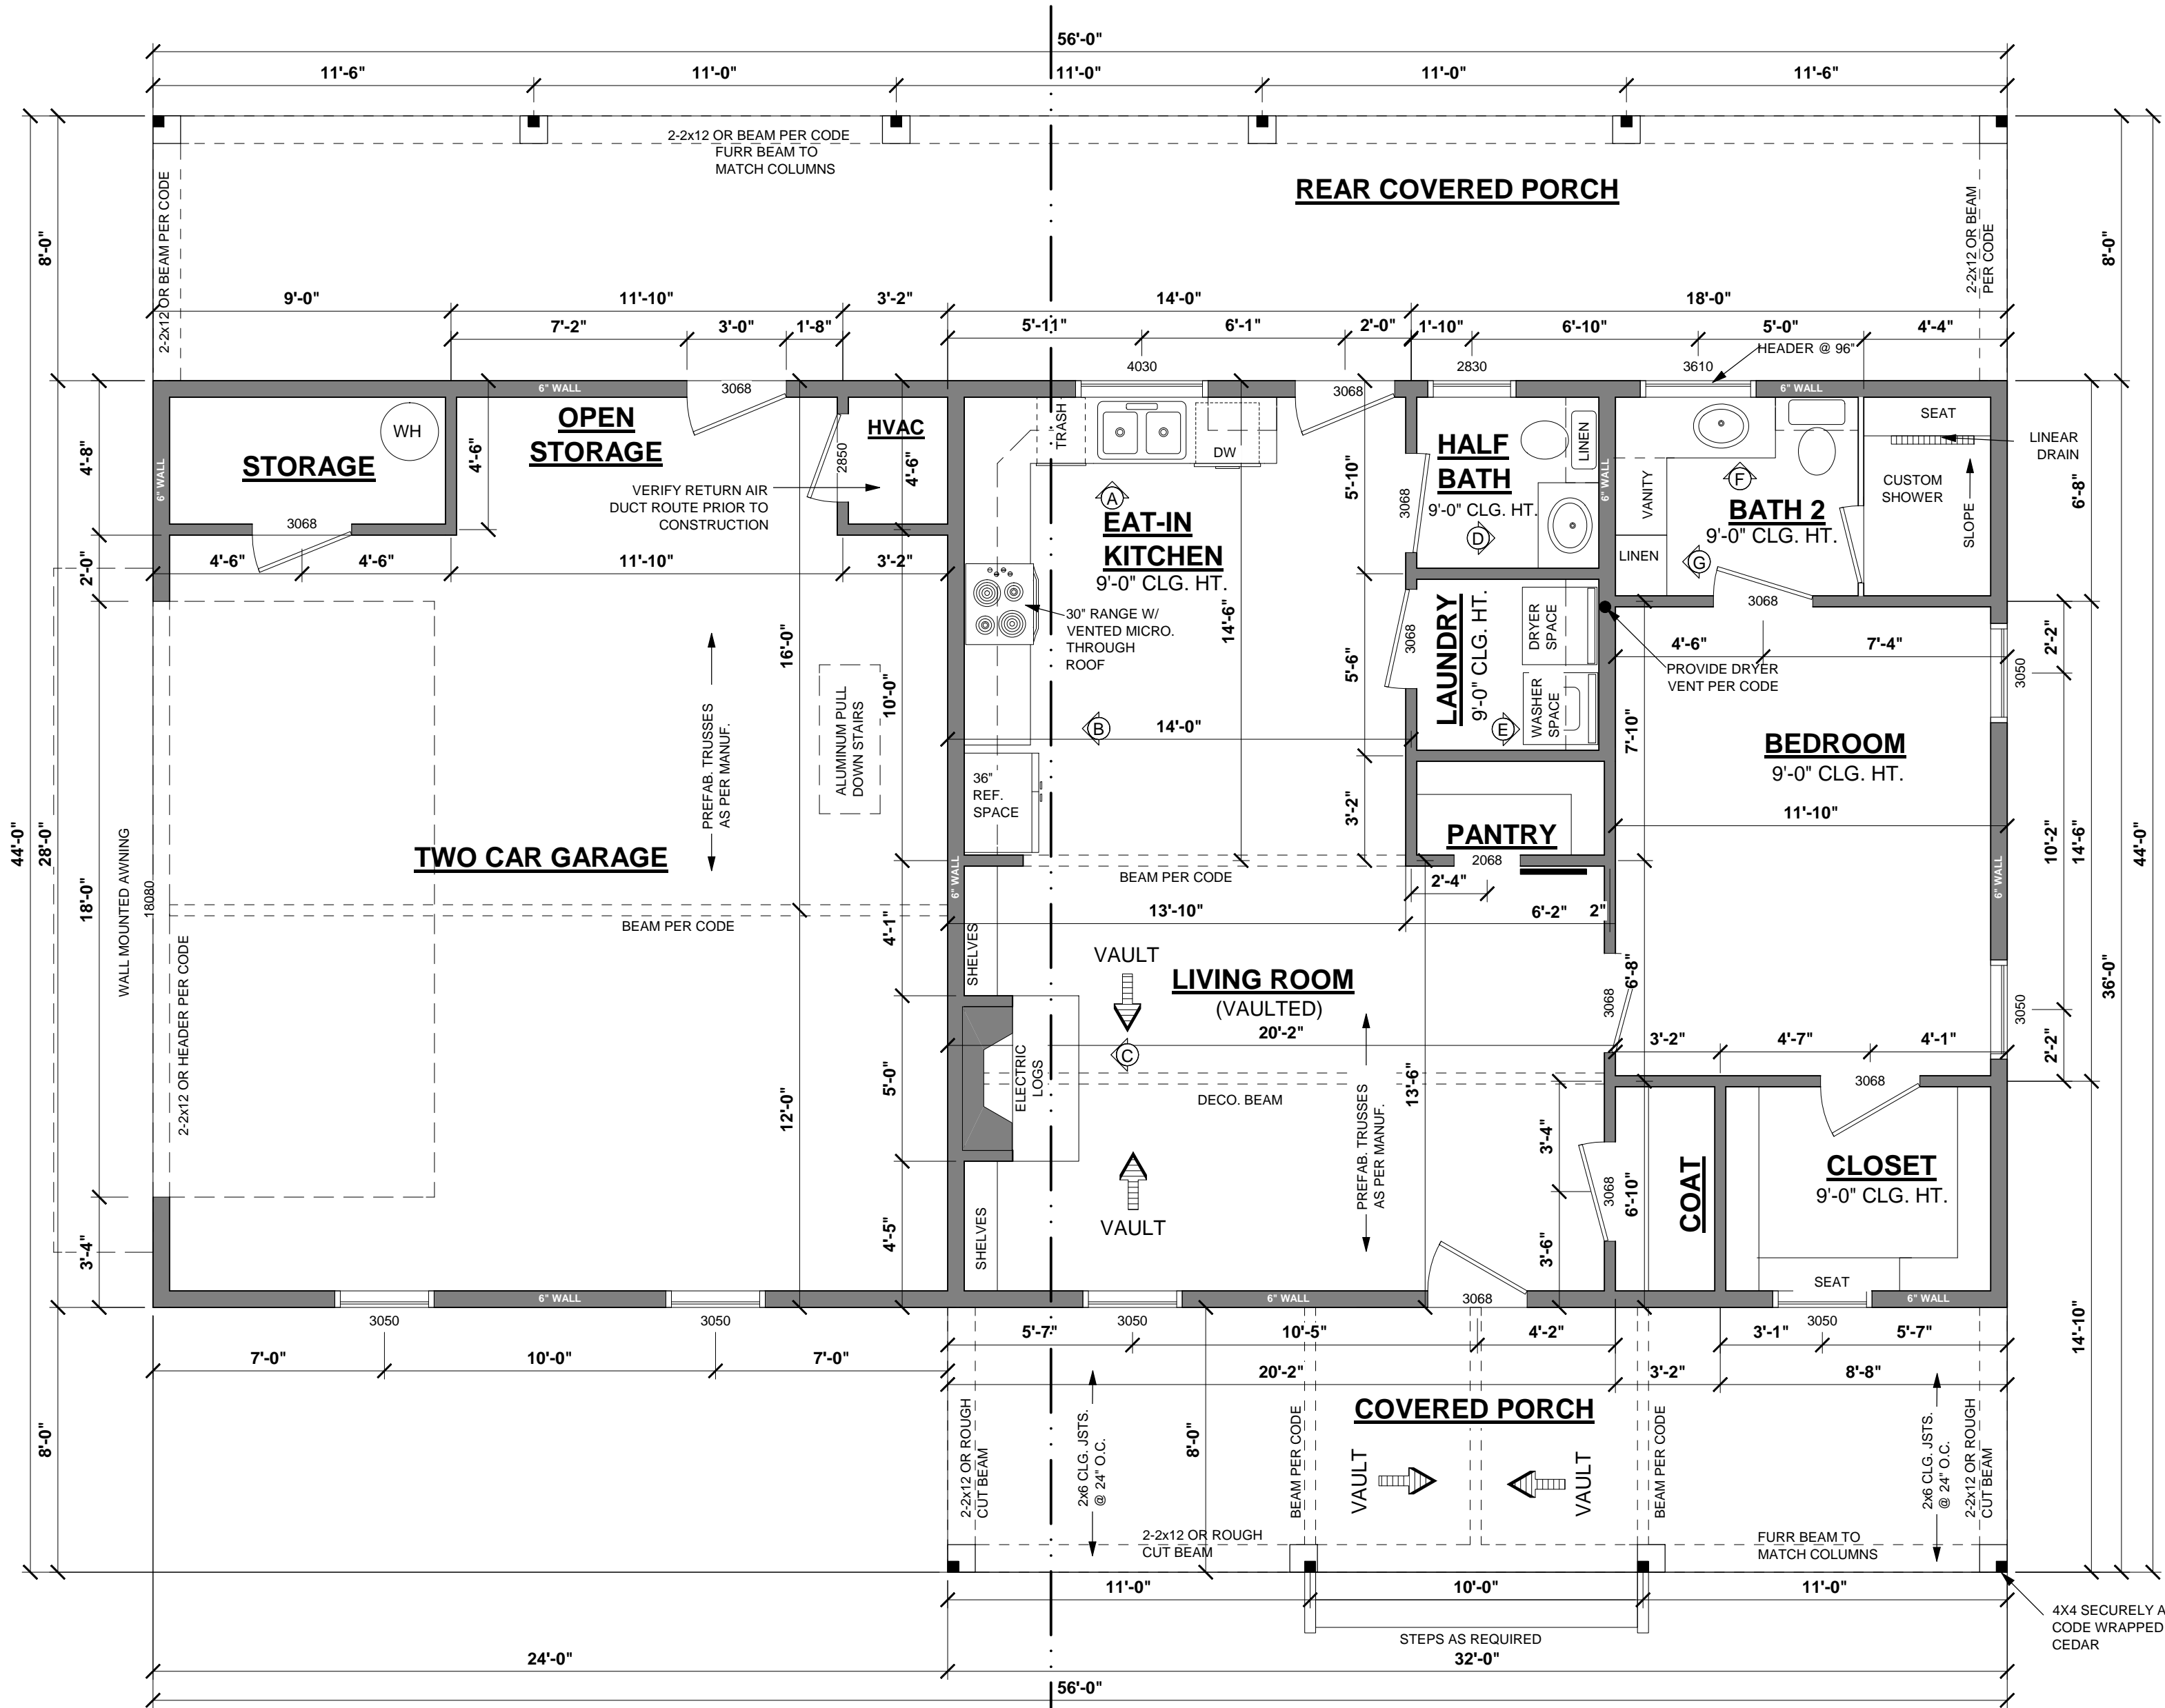 56'-0"
11'-6"
11'-0"
11'-0"
11'-0"
11'-6"
2-2x12 OR BEAM PER CODE
FURR BEAM TO
MATCH COLUMNS
REAR COVERED PORCH
2-2x12 OR BEAM PER CODE
2-2x12 OR BEAM
PER CODE
8'-0"
8'-0"
9'-0"
11'-10"
3'-2"
14'-0"
18'-0"
7'-2"
3'-0"
1'-8"
5'-11"
6'-1"
2'-0"
1'-10"
6'-10"
5'-0"
4'-4"
HEADER @ 96"
4030
2830
3610
6" WALL
3068
3068
6" WALL
OPEN
STORAGE
STORAGE
WH
HVAC
2850
4'-6"
4'-6"
4'-8"
6" WALL
VERIFY RETURN AIR
DUCT ROUTE PRIOR TO
CONSTRUCTION
TRASH
DW
A
EAT-IN
KITCHEN
9'-0" CLG. HT.
5'-10"
3068
HALF
BATH
9'-0" CLG. HT.
D
LINEN
6" WALL
VANITY
LINEN
F
BATH 2
9'-0" CLG. HT.
G
SEAT
CUSTOM
SHOWER
SLOPE
LINEAR
DRAIN
6'-8"
3068
4'-6"
4'-6"
11'-10"
3'-2"
2'-0"
30" RANGE W/
VENTED MICRO.
THROUGH
ROOF
14'-6"
5'-6"
3068
LAUNDRY
9'-0" CLG. HT.
DRYER
SPACE
WASHER
SPACE
E
3068
4'-6"
7'-4"
PROVIDE DRYER
VENT PER CODE
2'-2"
3050
16'-0"
10'-0"
PREFAB. TRUSSES
AS PER MANUF.
ALUMINUM PULL
DOWN STAIRS
B
14'-0"
7'-10"
BEDROOM
9'-0" CLG. HT.
11'-10"
10'-2"
14'-6"
44'-0"
44'-0"
28'-0"
36"
REF.
SPACE
3'-2"
PANTRY
2068
2'-4"
TWO CAR GARAGE
WALL MOUNTED AWNING
18080
18'-0"
6" WALL
BEAM PER CODE
6" WALL
BEAM PER CODE
13'-10"
6'-2"
2"
2-2x12 OR HEADER PER CODE
4'-1"
SHELVES
VAULT
LIVING ROOM
(VAULTED)
20'-2"
C
3068
6'-8"
36'-0"
3050
3'-2"
4'-7"
4'-1"
2'-2"
5'-0"
ELECTRIC
LOGS
DECO. BEAM
PREFAB. TRUSSES
AS PER MANUF.
13'-6"
12'-0"
3068
3'-4"
VAULT
3068
6'-10"
COAT
CLOSET
9'-0" CLG. HT.
4'-5"
SHELVES
3'-4"
3'-6"
SEAT
14'-10"
6" WALL
6" WALL
3068
6" WALL
3050
3050
3050
3050
7'-0"
10'-0"
7'-0"
5'-7"
10'-5"
4'-2"
3'-1"
5'-7"
20'-2"
3'-2"
8'-8"
COVERED PORCH
8'-0"
8'-0"
2-2x12 OR ROUGH
CUT BEAM
2x6 CLG. JSTS.
@ 24" O.C.
BEAM PER CODE
VAULT
VAULT
BEAM PER CODE
2x6 CLG. JSTS.
@ 24" O.C.
2-2x12 OR ROUGH
CUT BEAM
2-2x12 OR ROUGH
CUT BEAM
FURR BEAM TO
MATCH COLUMNS
11'-0"
10'-0"
11'-0"
STEPS AS REQUIRED
4X4 SECURELY A
CODE WRAPPED
CEDAR
24'-0"
32'-0"
56'-0"